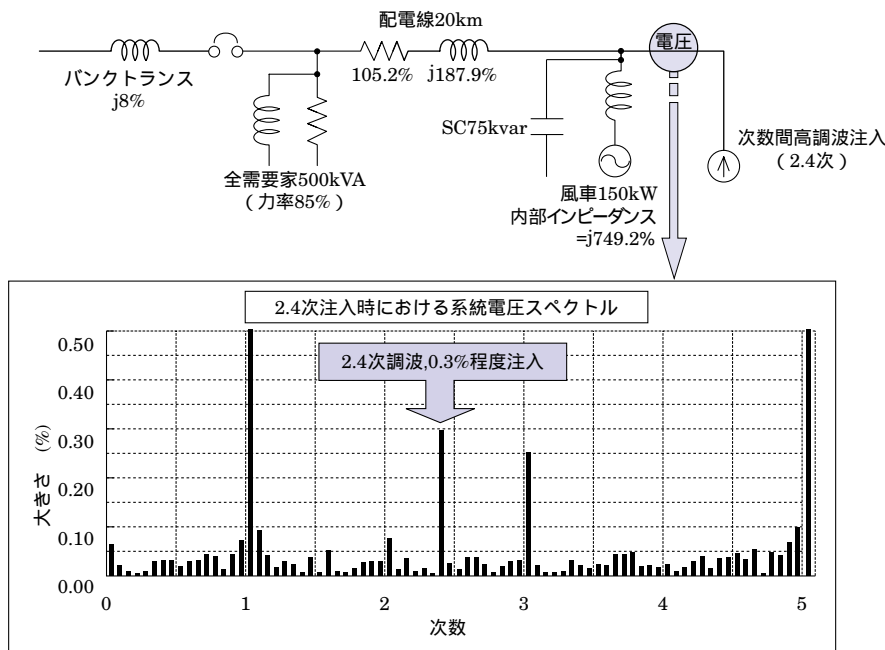 配電線20km
電圧
バンクトランス
j8%
105.2%
j187.9%
SC75kvar
次数間高調波注入
（2.4次）
全需要家500kVA
（力率85%）
風車150kW
内部インピーダンス
=j749.2%
2.4次注入時における系統電圧スペクトル
2.4次調波,0.3%程度注入
大きさ (%)
0.50
0.40
0.30
0.20
0.10
0.00
0 1 2 3 4 5
次数